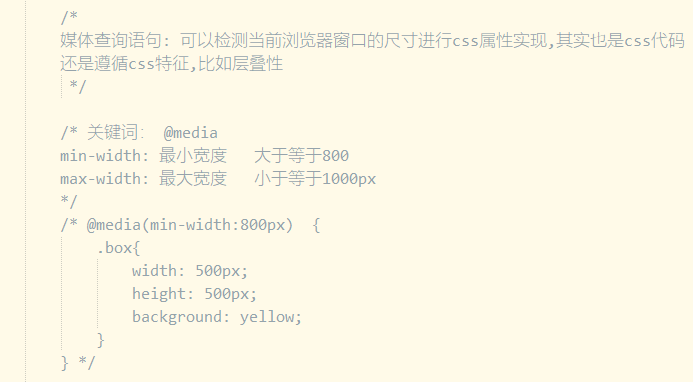 /*
媒体查询语句: 可以检测当前浏览器窗口的尺寸进行css属性实现,其实也是css代码
还是遵循css特征,比如层叠性
*/
/* 关键词： @media
min-width: 最小宽度   大于等于800
max-width: 最大宽度   小于等于1000px
*/
/* @media(min-width:800px)  {
.box{
width: 500px;
height: 500px;
background: yellow;
}
} */